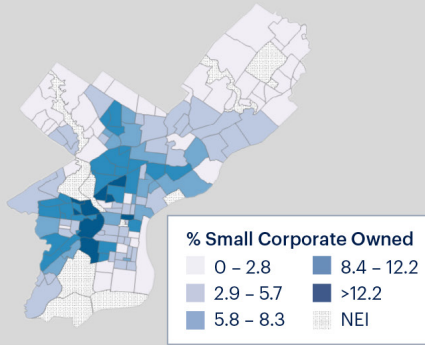 % Small Corporate Owned
0 – 2.8
8.4 – 12.2
2.9 – 5.7
>12.2
5.8 – 8.3
NEI